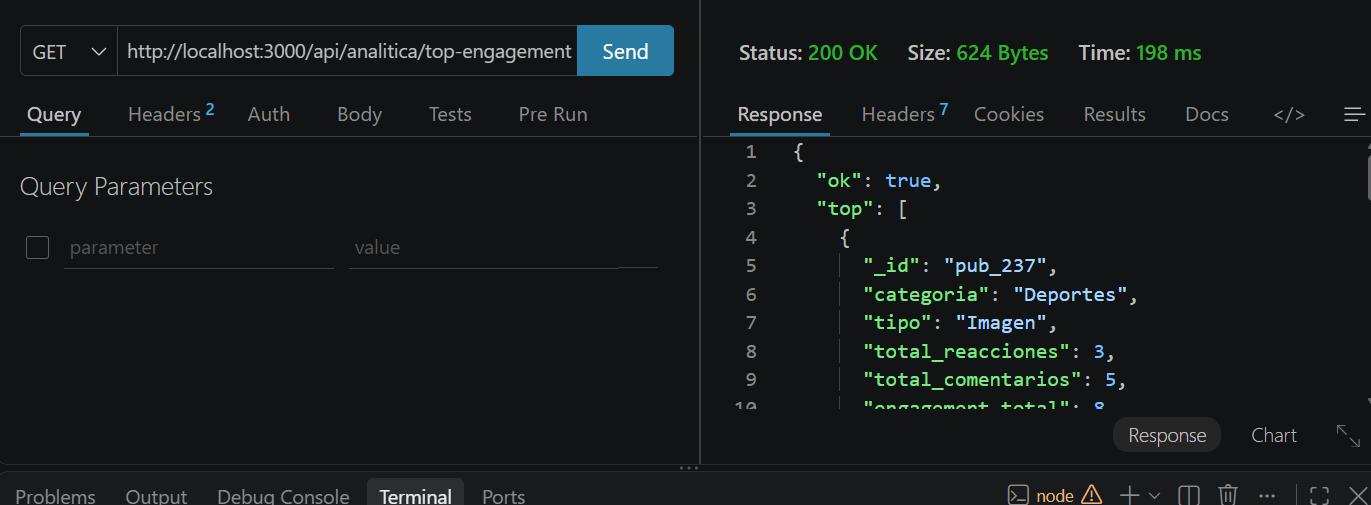 GET http://localhost:3000/api/analitica/top-engagement Send
Query Headers 2 Auth Body Tests Pre Run
Query Parameters
parameter value
Status: 200 OK Size: 624 Bytes Time: 198 ms
Response Headers 7 Cookies Results Docs </>
1 {
2 "ok": true,
3 "top": [
4 {
5 "_id": "pub_237",
6 "categoria": "Deportes",
7 "tipo": "Imagen",
8 "total_reacciones": 3,
9 "total_comentarios": 5,
10 "engagement_total": 8
Response Chart
Problems Output Debug Console Terminal Ports node